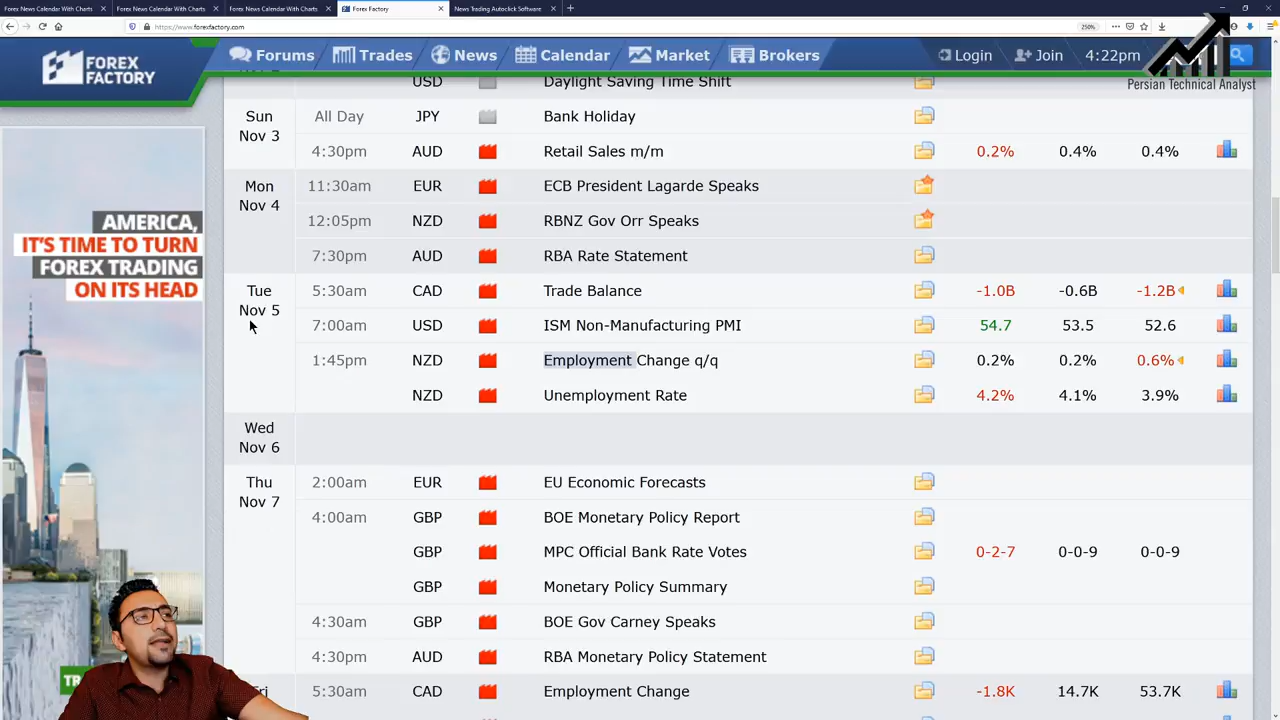 Forex News Calendar With Charts
Forex News Calendar With Charts
Forex News Calendar With Charts
Forex Factory
News Trading Autoclick Software
https://www.forexfactory.com
250%
FOREX FACTORY
Forums Trades News Calendar Market Brokers Login Join 4:22pm
Persian Technical Analyst
USD Daylight Saving Time Shift
Sun Nov 3 All Day JPY Bank Holiday
4:30pm AUD Retail Sales m/m 0.2% 0.4% 0.4%
Mon Nov 4 11:30am EUR ECB President Lagarde Speaks
12:05pm NZD RBNZ Gov Orr Speaks
7:30pm AUD RBA Rate Statement
Tue Nov 5 5:30am CAD Trade Balance -1.0B -0.6B -1.2B
7:00am USD ISM Non-Manufacturing PMI 54.7 53.5 52.6
1:45pm NZD Employment Change q/q 0.2% 0.2% 0.6%
NZD Unemployment Rate 4.2% 4.1% 3.9%
Wed Nov 6
Thu Nov 7 2:00am EUR EU Economic Forecasts
4:00am GBP BOE Monetary Policy Report
GBP MPC Official Bank Rate Votes 0-2-7 0-0-9 0-0-9
GBP Monetary Policy Summary
4:30am GBP BOE Gov Carney Speaks
4:30pm AUD RBA Monetary Policy Statement
5:30am CAD Employment Change -1.8K 14.7K 53.7K
AMERICA,
IT'S TIME TO TURN
FOREX TRADING
ON ITS HEAD